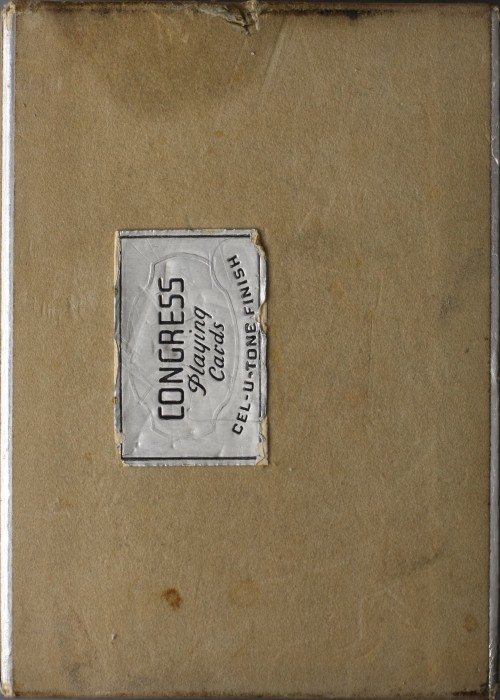 CONGRESS
Playing
Cards
CEL-U-TONE FINISH